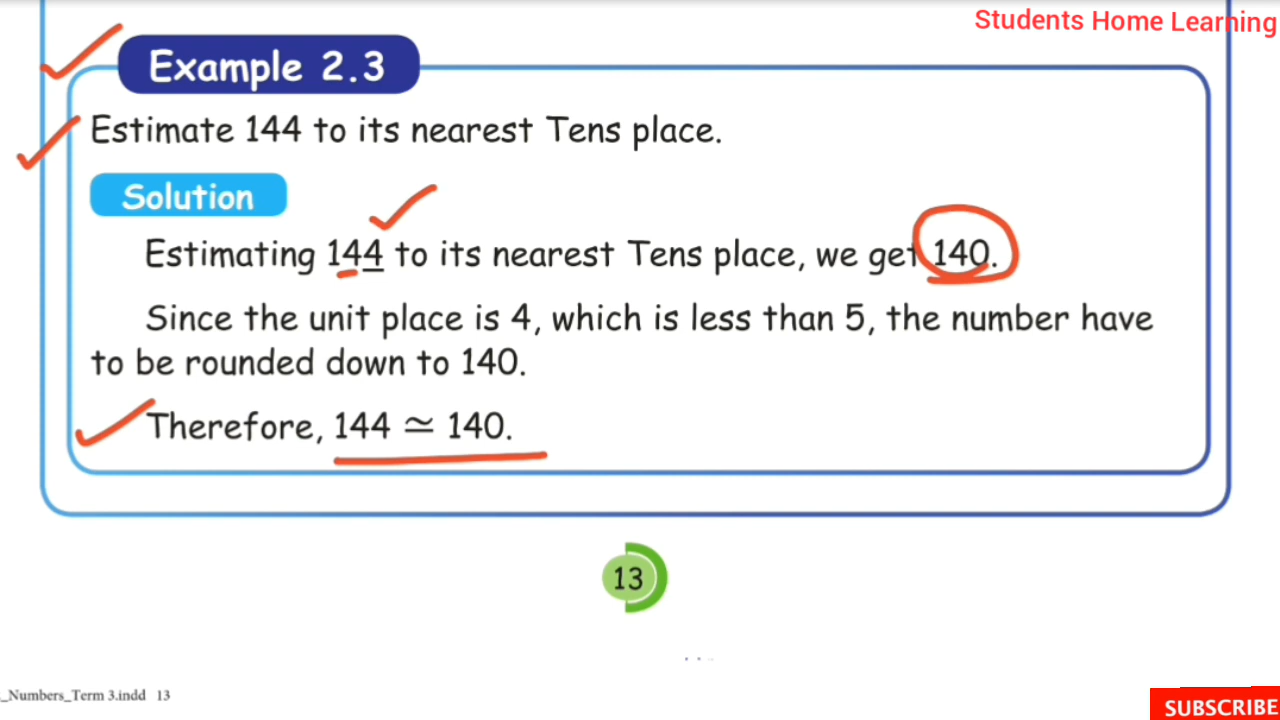 Students Home Learning
Example 2.3
Estimate 144 to its nearest Tens place.
Solution
Estimating 144 to its nearest Tens place, we get 140.
Since the unit place is 4, which is less than 5, the number have
to be rounded down to 140.
Therefore, 144 ≃ 140.
13
_Numbers_Term 3.indd 13
SUBSCRIBE